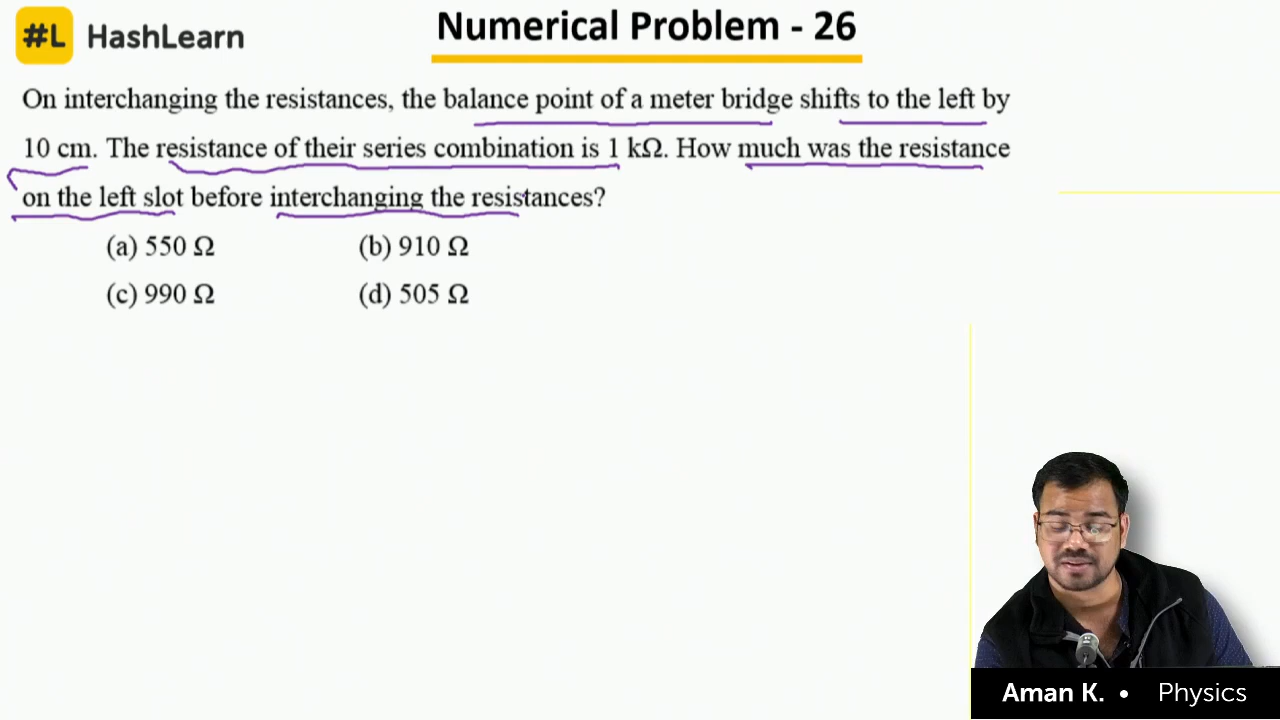 #L HashLearn
Numerical Problem - 26
On interchanging the resistances, the balance point of a meter bridge shifts to the left by
10 cm. The resistance of their series combination is 1 kΩ. How much was the resistance
on the left slot before interchanging the resistances?
(a) 550 Ω (b) 910 Ω
(c) 990 Ω (d) 505 Ω
Aman K. • Physics